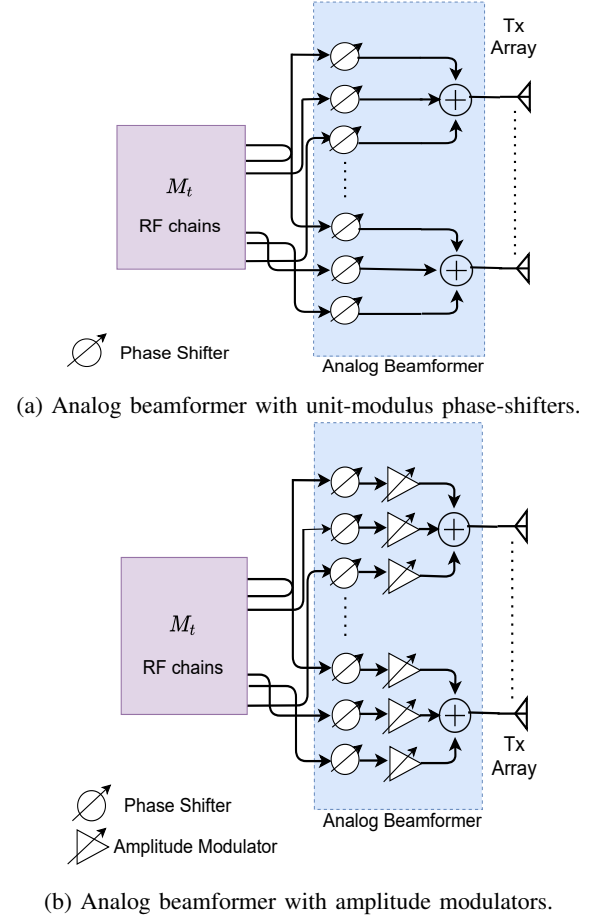 Tx
Array
M_t
RF chains
Phase Shifter
Analog Beamformer
(a) Analog beamformer with unit-modulus phase-shifters.
M_t
RF chains
Tx
Array
Phase Shifter
Amplitude Modulator
Analog Beamformer
(b) Analog beamformer with amplitude modulators.